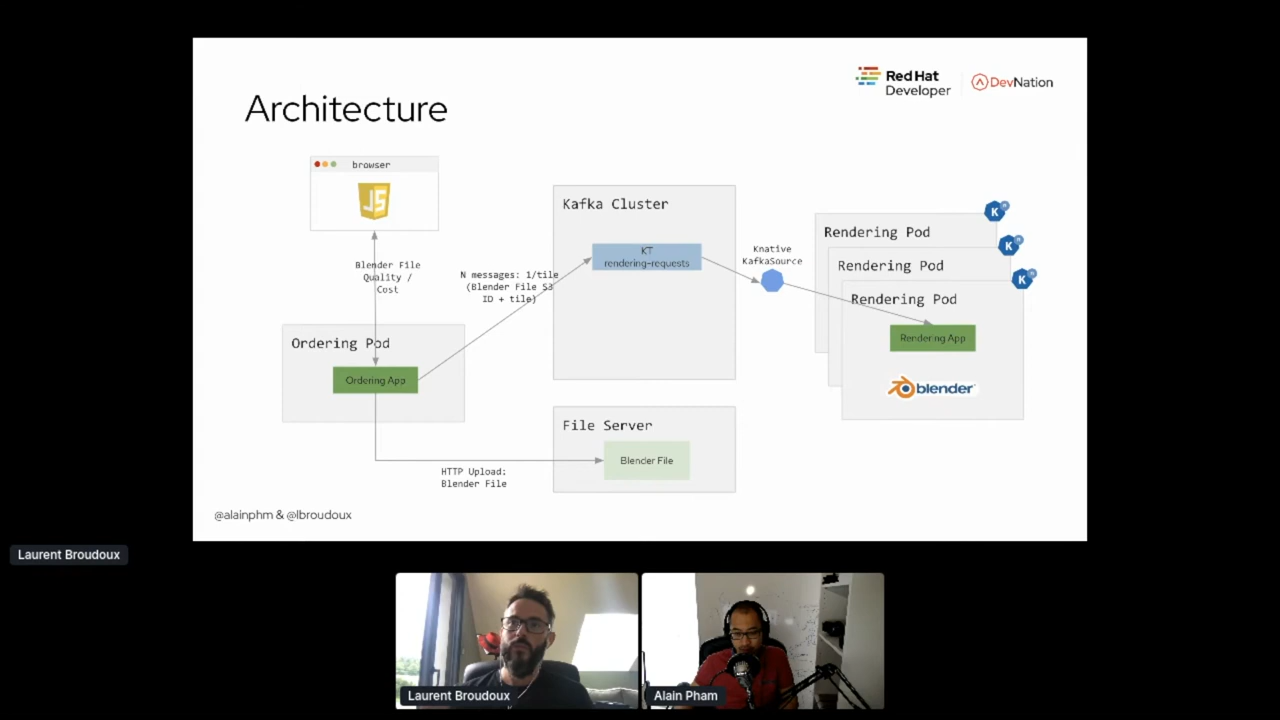 Red Hat
Developer
DevNation
Architecture
browser
JS
Blender File
Quality /
Cost
N messages: 1/tile
(Blender File S3
ID + tile)
Kafka Cluster
KT
rendering-requests
Knative
KafkaSource
Rendering Pod
K
n
Rendering Pod
K
n
Rendering Pod
K
n
Rendering App
blender
Ordering Pod
Ordering App
File Server
Blender File
HTTP Upload:
Blender File
@alainphm & @lbroudoux
Laurent Broudoux
Laurent Broudoux
Alain Pham